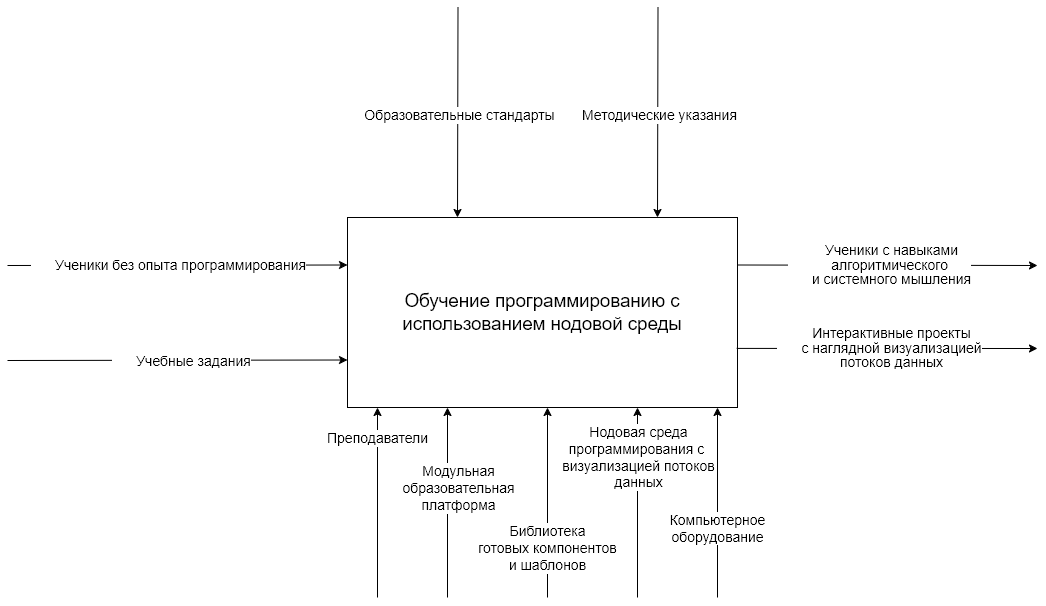 Образовательные стандарты
Методические указания
Ученики без опыта программирования
Учебные задания
Обучение программированию с
использованием нодовой среды
Ученики с навыками
алгоритмического
и системного мышления
Интерактивные проекты
с наглядной визуализацией
потоков данных
Преподаватели
Модульная
образовательная
платформа
Библиотека
готовых компонентов
и шаблонов
Нодовая среда
программирования с
визуализацией потоков
данных
Компьютерное
оборудование